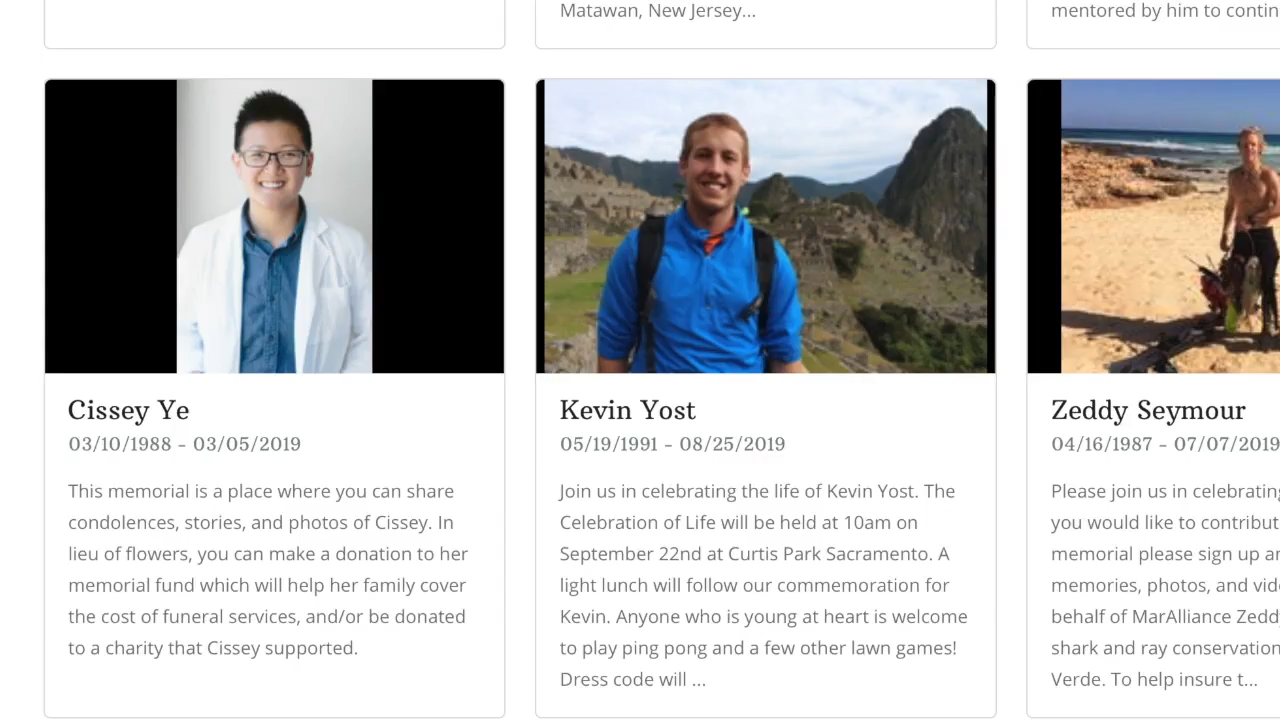 Matawan, New Jersey...
mentored by him to contin
Cissey Ye
03/10/1988 - 03/05/2019
This memorial is a place where you can share
condolences, stories, and photos of Cissey. In
lieu of flowers, you can make a donation to her
memorial fund which will help her family cover
the cost of funeral services, and/or be donated
to a charity that Cissey supported.
Kevin Yost
05/19/1991 - 08/25/2019
Join us in celebrating the life of Kevin Yost. The
Celebration of Life will be held at 10am on
September 22nd at Curtis Park Sacramento. A
light lunch will follow our commemoration for
Kevin. Anyone who is young at heart is welcome
to play ping pong and a few other lawn games!
Dress code will ...
Zeddy Seymour
04/16/1987 - 07/07/2019
Please join us in celebrating
you would like to contribut
memorial please sign up a
memories, photos, and vid
behalf of MarAlliance Zedd
shark and ray conservation
Verde. To help insure t...